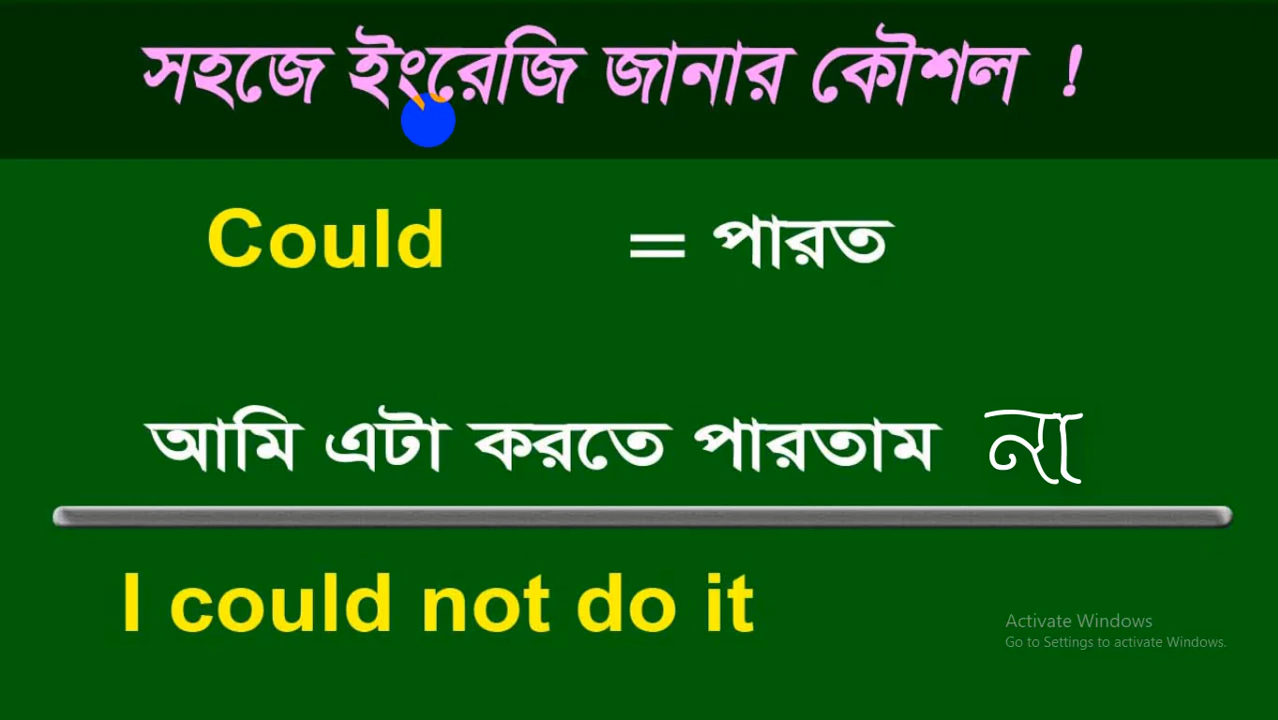 সহজে ইংরেজি জানার কৌশল !
Could = পারত
আমি এটা করতে পারতাম না
I could not do it
Activate Windows
Go to Settings to activate Windows.